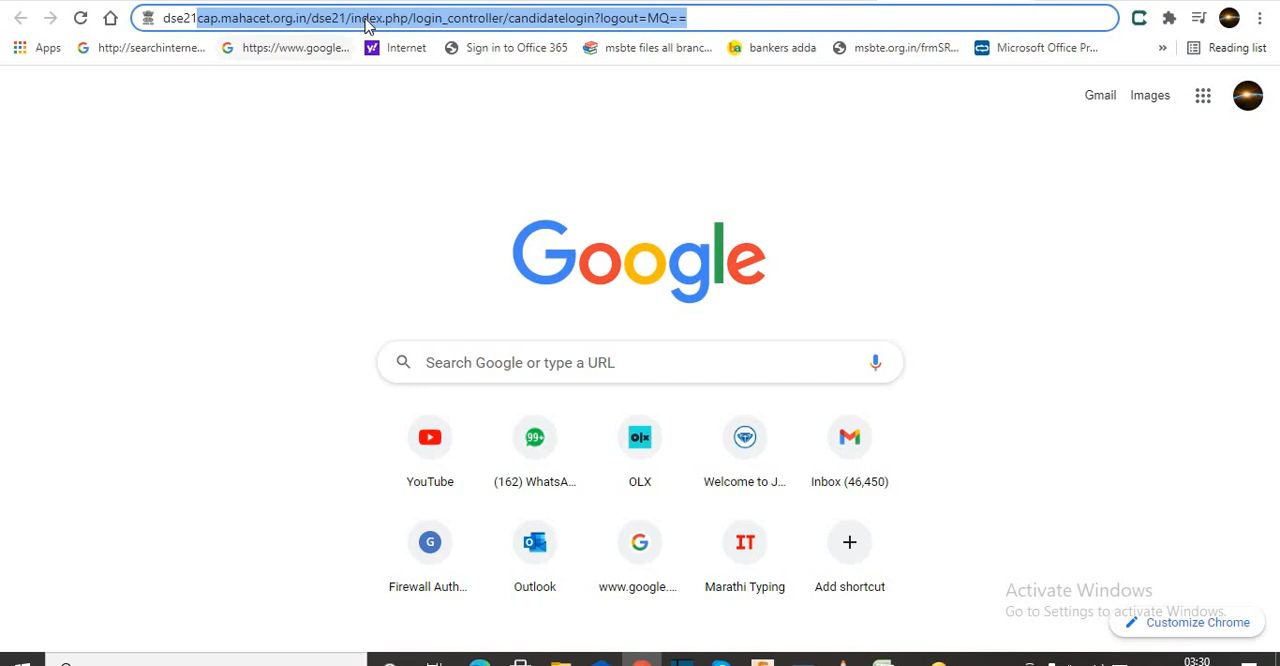 dse21cap.mahacet.org.in/dse21/index.php/login_controller/candidatelogin?logout=MQ==
Apps
http://searchinterne...
https://www.google...
Internet
Sign in to Office 365
msbte files all branc...
ba
bankers adda
msbte.org.in/frmSR...
Microsoft Office Pr...
»
Reading list
Gmail
Images
Google
Search Google or type a URL
99+
olx
YouTube
(162) WhatsA...
OLX
Welcome to J...
Inbox (46,450)
G
IT
Firewall Auth...
Outlook
www.google....
Marathi Typing
Add shortcut
Activate Windows
Go to Settings to activate Windows.
Customize Chrome
03:30